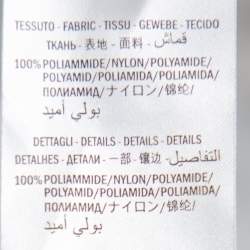 TESSUTO - FABRIC - TISSU - GEWEBE - TECIDO
ТКАНЬ - 表地 - 面料 - قماش
100% POLIAMMIDE/NYLON/POLYAMIDE/
POLYAMID/POLIAMIDA/POLIAMIDA/
ПОЛИАМИД/ナイロン/锦纶/
بولي أميد
DETTAGLI - DETAILS - DETAILS - DETAILS
DETALHES - ДЕТАЛИ - 一部 - 镶边 - التفاصيل
100% POLIAMMIDE/NYLON/POLYAMIDE/
POLYAMID/POLIAMIDA/POLIAMIDA/
ПОЛИАМИД/ナイロン/锦纶/
بولي أميد